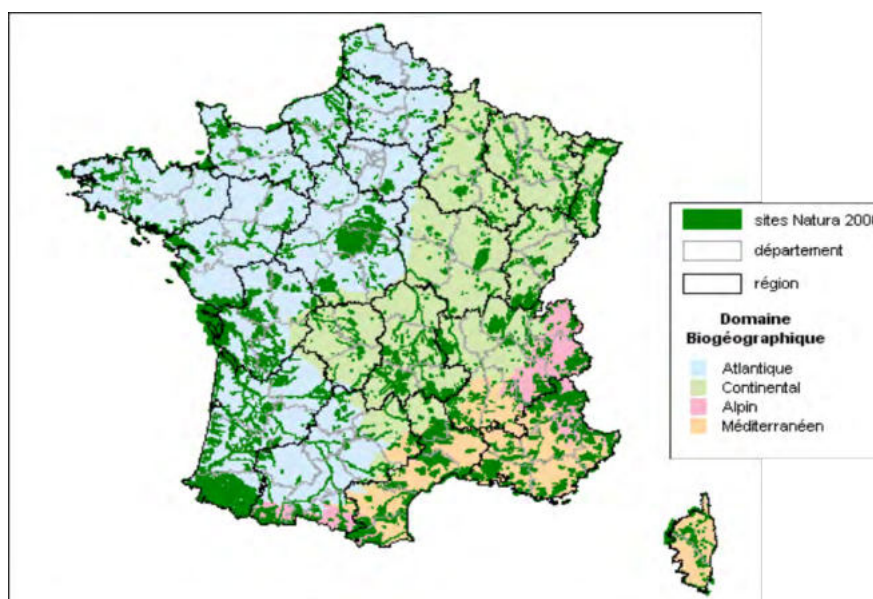 sites Natura 200
département
région
Domaine
Biogéographique
Atlantique
Continental
Alpin
Méditerranéen